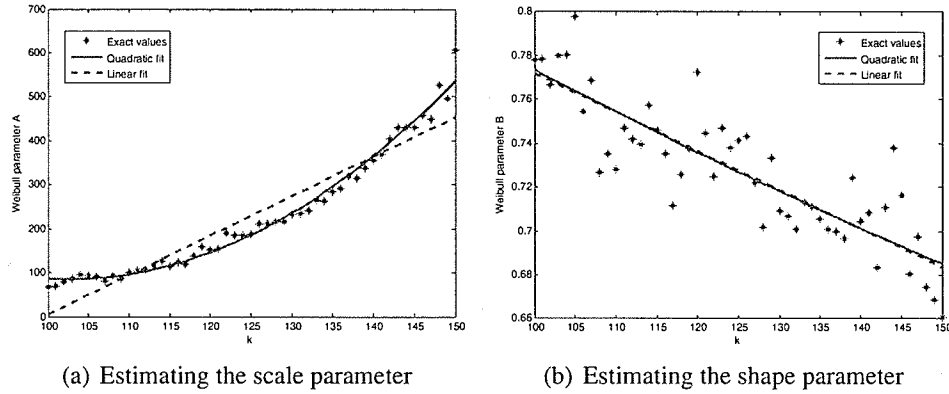 700
600
500
400
300
200
100
0
Weibull parameter A
Exact values
Quadratic fit
Linear fit
100 105 110 115 120 125 130 135 140 145 150
k
(a) Estimating the scale parameter
0.8
0.78
0.76
0.74
0.72
0.7
0.68
0.66
Weibull parameter B
Exact values
Quadratic fit
Linear fit
100 105 110 115 120 125 130 135 140 145 150
k
(b) Estimating the shape parameter